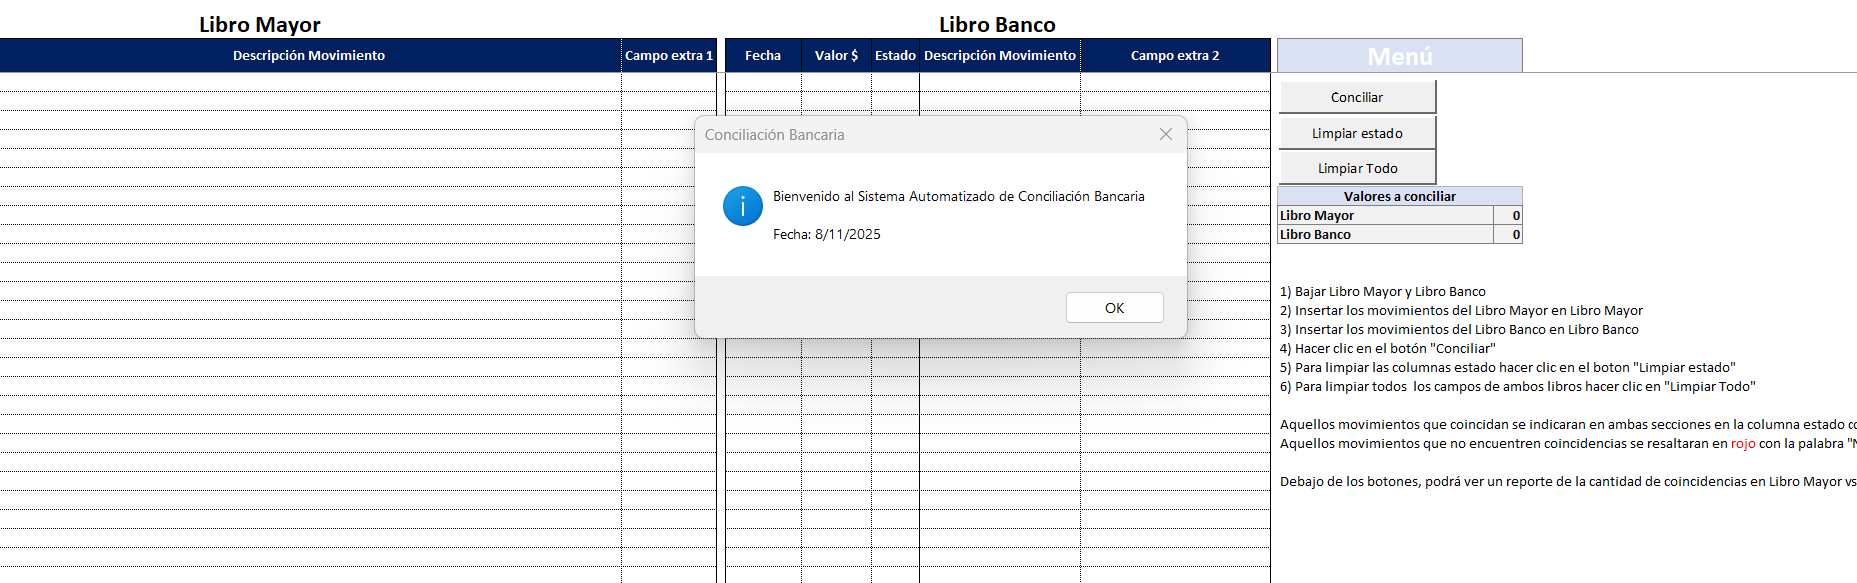 Libro Mayor
Libro Banco
Descripción Movimiento
Campo extra 1
Fecha
Valor $
Estado
Descripción Movimiento
Campo extra 2
Menú
Conciliar
Limpiar estado
Limpiar Todo
Valores a conciliar
Libro Mayor 0
Libro Banco 0
Conciliación Bancaria
Bienvenido al Sistema Automatizado de Conciliación Bancaria
Fecha: 8/11/2025
OK
1) Bajar Libro Mayor y Libro Banco
2) Insertar los movimientos del Libro Mayor en Libro Mayor
3) Insertar los movimientos del Libro Banco en Libro Banco
4) Hacer clic en el botón "Conciliar"
5) Para limpiar las columnas estado hacer clic en el boton "Limpiar estado"
6) Para limpiar todos los campos de ambos libros hacer clic en "Limpiar Todo"
Aquellos movimientos que coincidan se indicaran en ambas secciones en la columna estado
Aquellos movimientos que no encuentren coincidencias se resaltaran en rojo con la palabra
Debajo de los botones, podrá ver un reporte de la cantidad de coincidencias en Libro Mayor vs